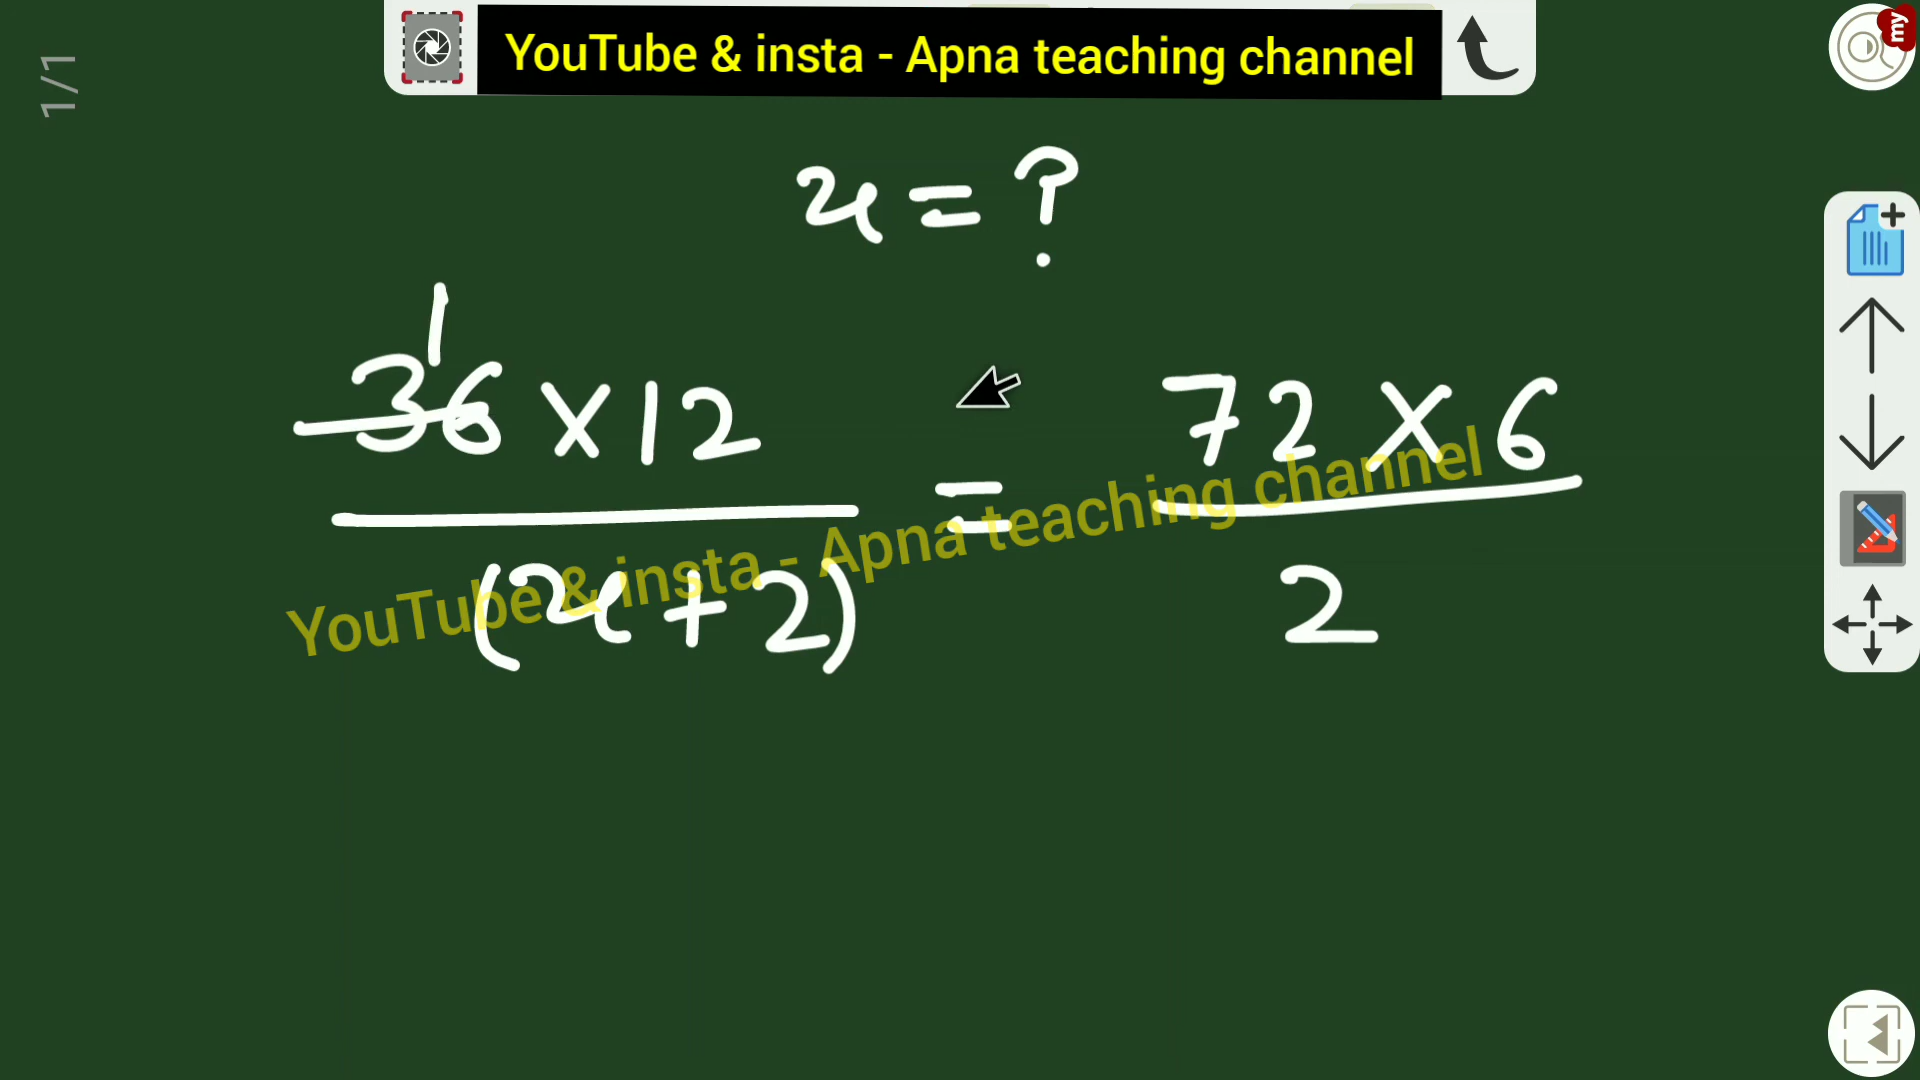 1/1
YouTube & insta - Apna teaching channel
my
x = ?
1
36 × 12 = 72 × 6
(x + 2) 2
YouTube & insta - Apna teaching channel